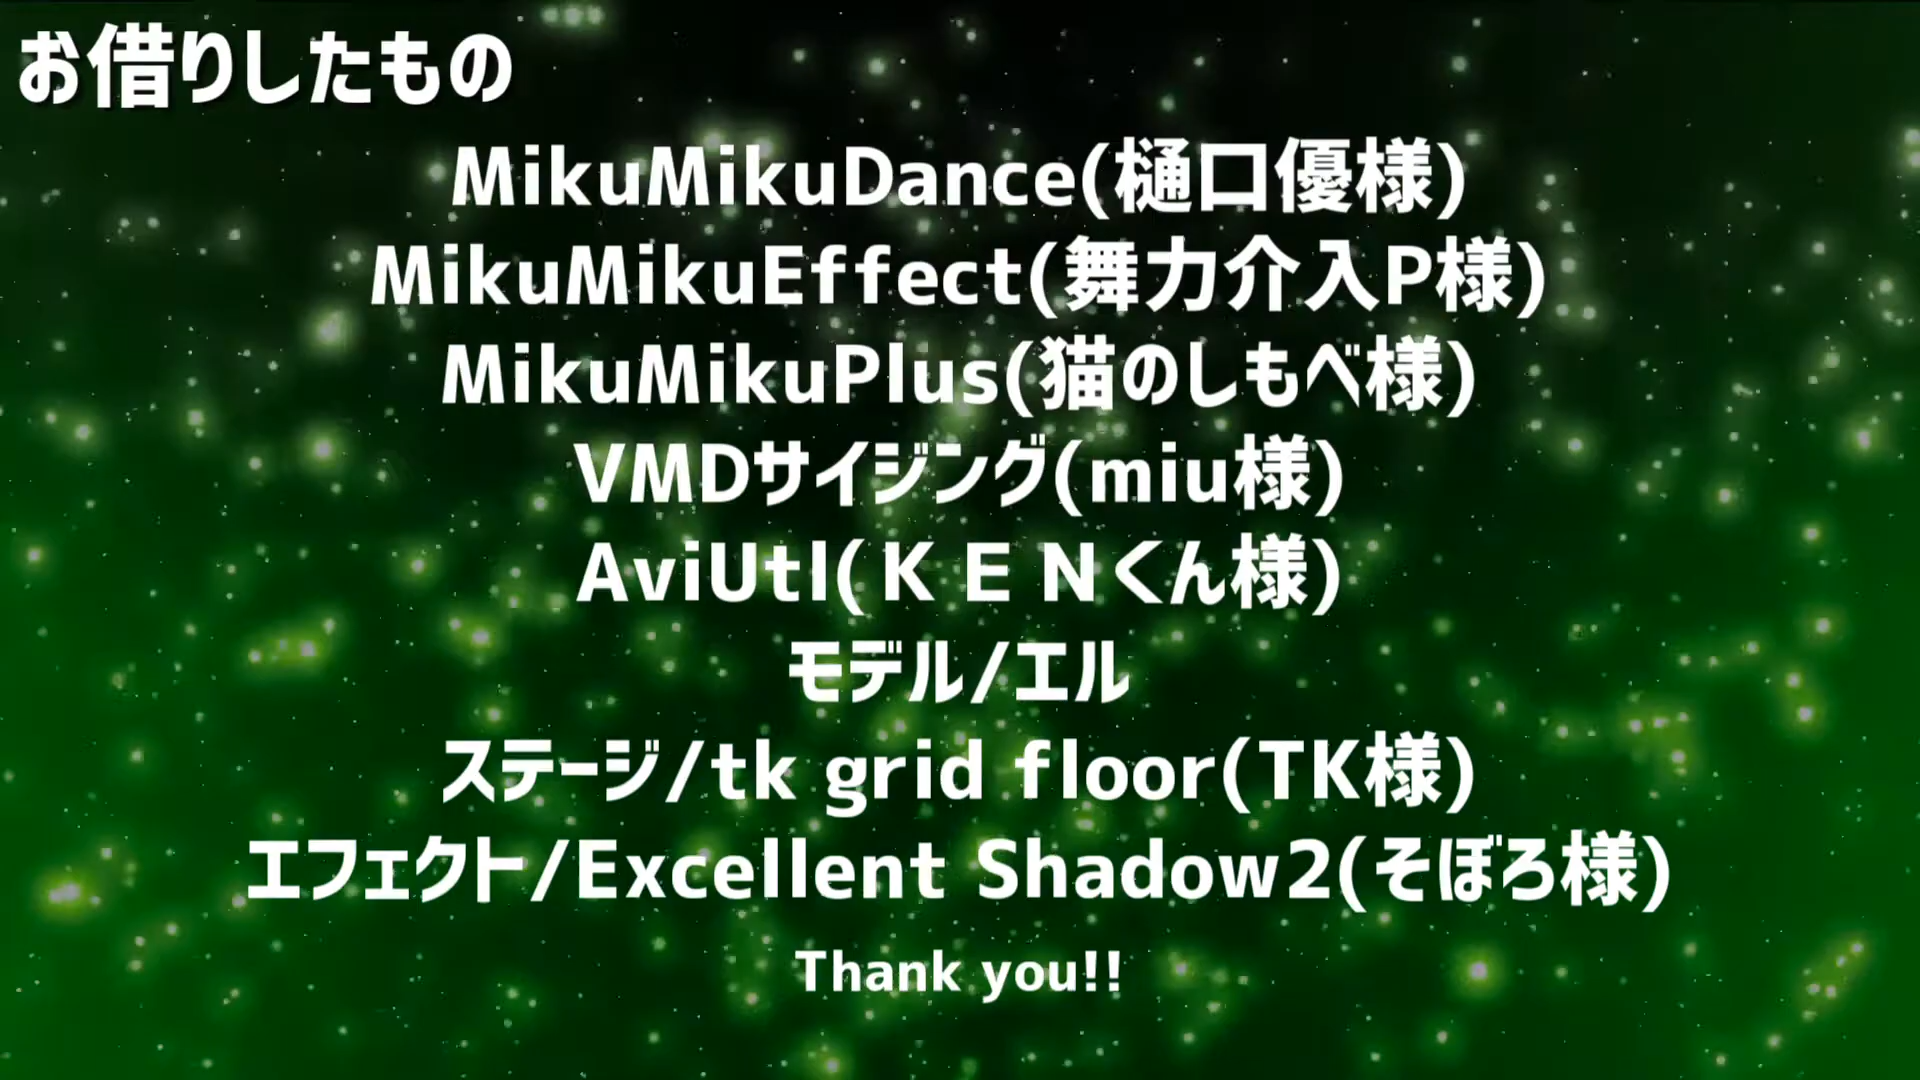 お借りしたもの
MikuMikuDance(樋口優様)
MikuMikuEffect(舞力介入P様)
MikuMikuPlus(猫のしもべ様)
VMDサイジング(miu様)
AviUtl(ＫＥＮくん様)
モデル/エル
ステージ/tk grid floor(TK様)
エフェクト/Excellent Shadow2(そぼろ様)
Thank you!!